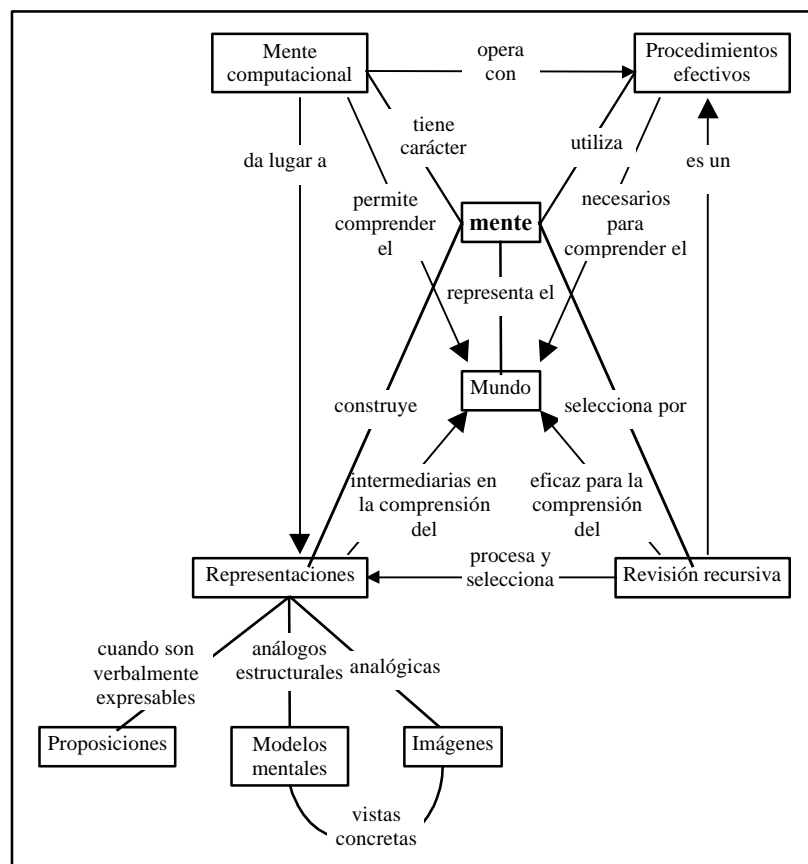 Mente
computacional
opera
con
Procedimientos
efectivos
tiene
carácter
utiliza
da lugar a
es un
permite
comprender
el
mente
necesarios
para
comprender el
representa el
Mundo
construye
selecciona por
intermediarias en
la comprensión
del
eficaz para la
comprensión
del
Representaciones
procesa y
selecciona
Revisión recursiva
cuando son
verbalmente
expresables
análogos
estructurales
analógicas
Proposiciones
Modelos
mentales
Imágenes
vistas
concretas